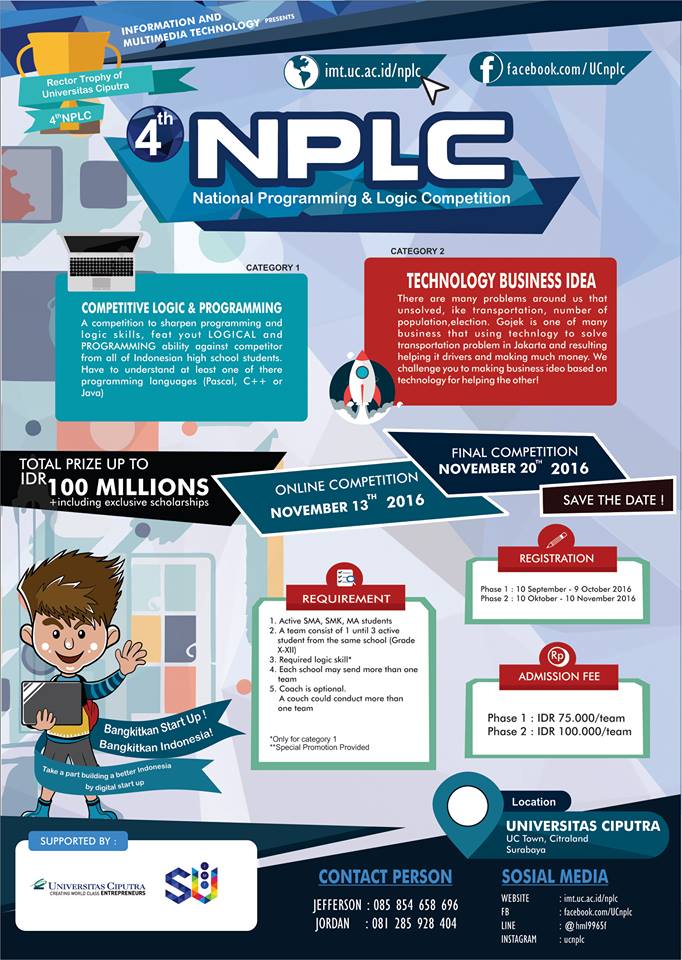 INFORMATION AND
MULTIMEDIA TECHNOLOGY PRESENTS
Rector Trophy of
Universitas Ciputra
4thNPLC
imt.uc.ac.id/nplc
facebook.com/UCnplc
4th NPLC
National Programming & Logic Competition
CATEGORY 1
COMPETITIVE LOGIC & PROGRAMMING
A competition to sharpen programming and
logic skills, feat yout LOGICAL and
PROGRAMMING ability against competitor
from all of Indonesian high school students.
Have to understand at least one of there
programming languages (Pascal, C++ or
Java)
CATEGORY 2
TECHNOLOGY BUSINESS IDEA
There are many problems around us that
unsolved, ike transportation, number of
population,election. Gojek is one of many
business that using technlogy to solve
transportation problem in Jakarta and resulting
helping it drivers and making much money. We
challenge you to making business ideo based on
technology for helping the other!
TOTAL PRIZE UP TO
IDR 100 MILLIONS
+including exclusive scholarships
ONLINE COMPETITION
NOVEMBER 13TH 2016
FINAL COMPETITION
NOVEMBER 20TH 2016
SAVE THE DATE !
REQUIREMENT
1. Active SMA, SMK, MA students
2. A team consist of 1 until 3 active
student from the same school (Grade
X-XII)
3. Required logic skill*
4. Each school may send more than one
team
5. Coach is optional.
A couch could conduct more than
one team
*Only for category 1
**Special Promotion Provided
REGISTRATION
Phase 1 : 10 September - 9 October 2016
Phase 2 : 10 Oktober - 10 November 2016
Rp
ADMISSION FEE
Phase 1 : IDR 75.000/team
Phase 2 : IDR 100.000/team
Bangkitkan Start Up !
Bangkitkan Indonesia!
Take a part building a better Indonesia
by digital start up
Location
UNIVERSITAS CIPUTRA
UC Town, Citraland
Surabaya
SUPPORTED BY :
UNIVERSITAS CIPUTRA
CREATING WORLD CLASS ENTREPRENEURS
SU
CONTACT PERSON
JEFFERSON : 085 854 658 696
JORDAN : 081 285 928 404
SOSIAL MEDIA
WEBSITE : imt.uc.ac.id/nplc
FB : facebook.com/UCnplc
LINE : @hml9965f
INSTAGRAM : ucnplc